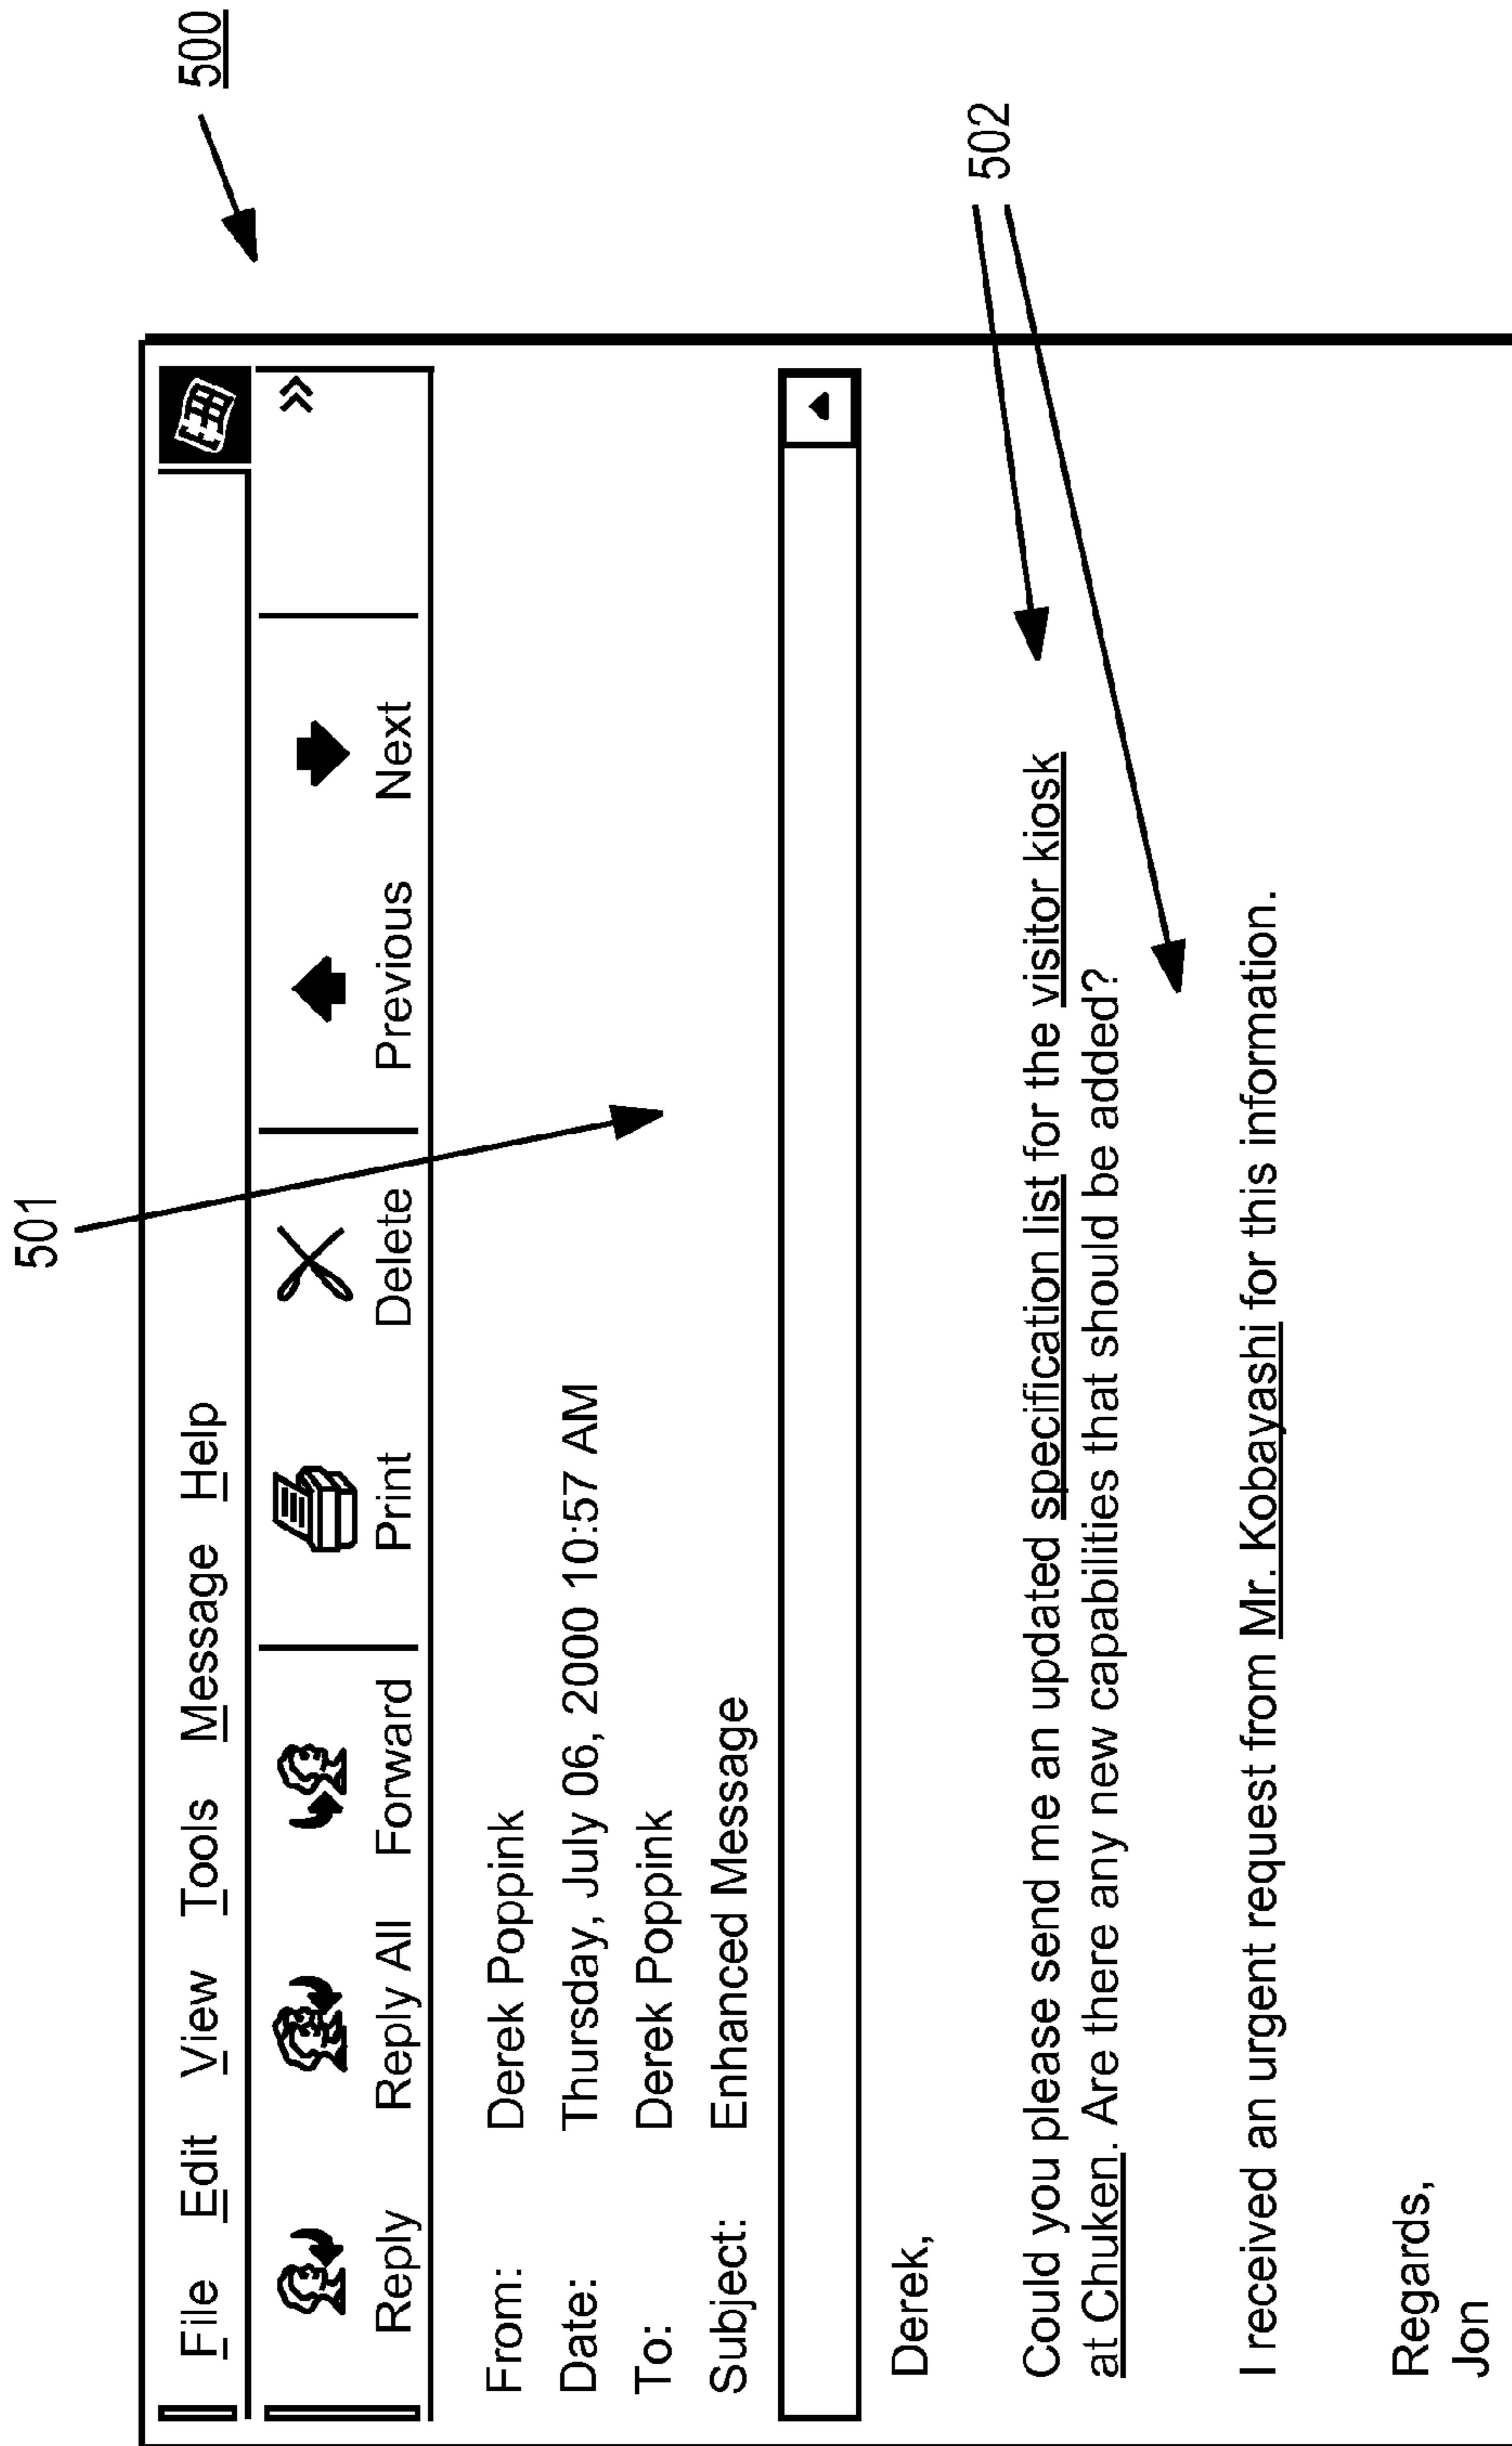 500
501
File Edit View Tools Message Help
»
Reply Reply All Forward Print Delete Previous Next
From: Derek Poppink
Date: Thursday, July 06, 2000 10:57 AM
To: Derek Poppink
Subject: Enhanced Message
Derek,
502
Could you please send me an updated specification list for the visitor kiosk
at Chuken. Are there any new capabilities that should be added?
I received an urgent request from Mr. Kobayashi for this information.
Regards,
Jon